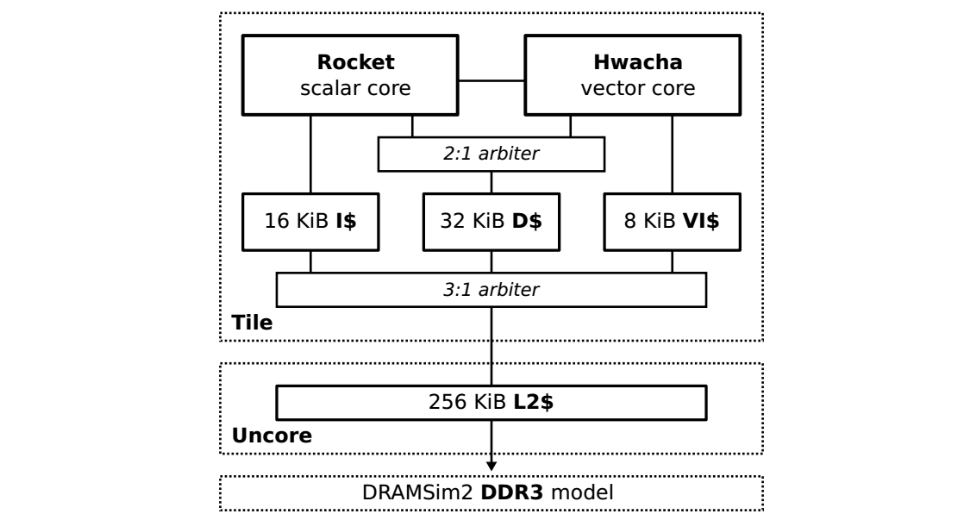 Rocket
scalar core
Hwacha
vector core
2:1 arbiter
16 KiB I$
32 KiB D$
8 KiB VI$
3:1 arbiter
Tile
256 KiB L2$
Uncore
DRAMSim2 DDR3 model